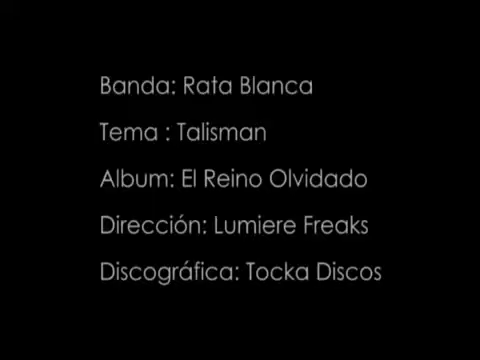 Banda: Rata Blanca
Tema : Talisman
Album: El Reino Olvidado
Dirección: Lumiere Freaks
Discográfica: Tocka Discos